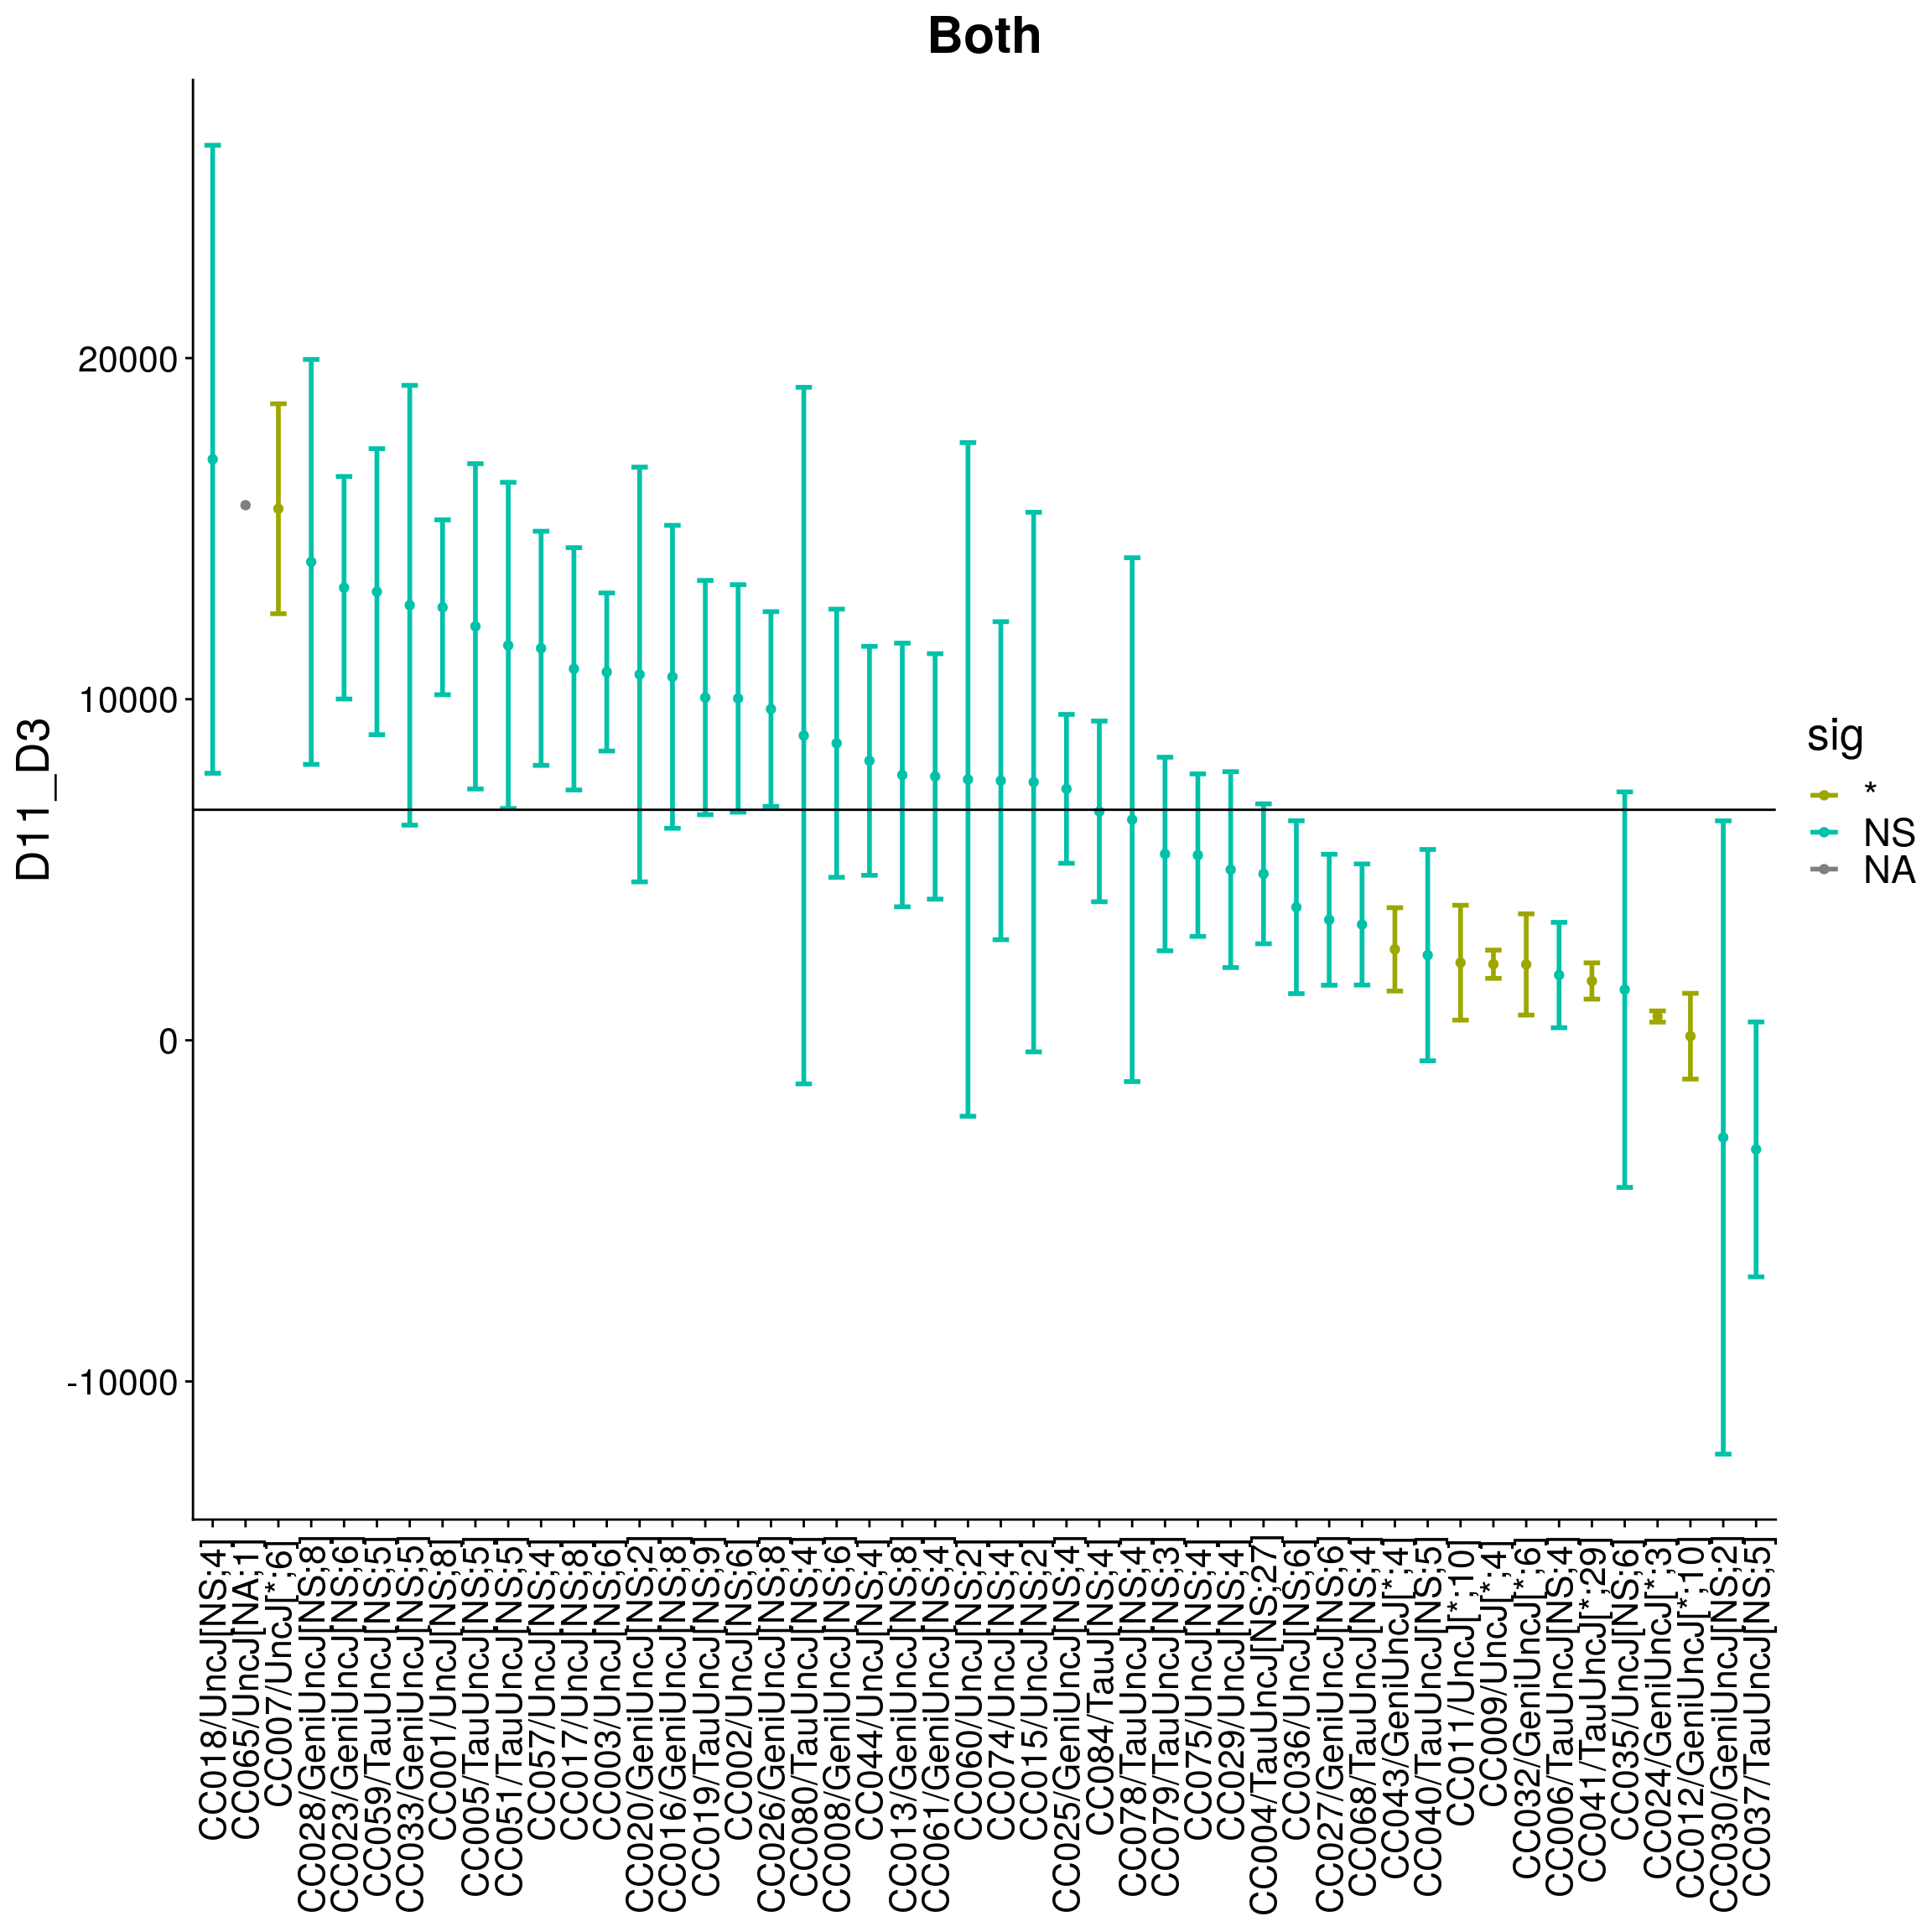 Both
D11_D3
20000
10000
0
-10000
CC018/UncJ[NS;4]
CC065/UncJ[NA;1]
CC007/UncJ[*;6]
CC028/GeniUncJ[NS;8]
CC023/GeniUncJ[NS;6]
CC059/TauUncJ[NS;5]
CC033/GeniUncJ[NS;5]
CC001/UncJ[NS;8]
CC005/TauUncJ[NS;5]
CC051/TauUncJ[NS;5]
CC057/UncJ[NS;4]
CC017/UncJ[NS;8]
CC003/UncJ[NS;6]
CC020/GeniUncJ[NS;2]
CC016/GeniUncJ[NS;8]
CC019/TauUncJ[NS;9]
CC002/UncJ[NS;6]
CC026/GeniUncJ[NS;8]
CC080/TauUncJ[NS;4]
CC008/GeniUncJ[NS;6]
CC044/UncJ[NS;4]
CC013/GeniUncJ[NS;8]
CC061/GeniUncJ[NS;4]
CC060/UncJ[NS;2]
CC074/UncJ[NS;4]
CC015/UncJ[NS;2]
CC025/GeniUncJ[NS;4]
CC084/TauJ[NS;4]
CC078/TauUncJ[NS;4]
CC079/TauUncJ[NS;3]
CC075/UncJ[NS;4]
CC029/UncJ[NS;4]
CC004/TauUncJ[NS;27]
CC036/UncJ[NS;6]
CC027/GeniUncJ[NS;6]
CC068/TauUncJ[NS;4]
CC043/GeniUncJ[*;4]
CC040/TauUncJ[NS;5]
CC011/UncJ[*;10]
CC009/UncJ[*;4]
CC032/GeniUncJ[*;6]
CC006/TauUncJ[NS;4]
CC041/TauUncJ[*;29]
CC035/UncJ[NS;6]
CC024/GeniUncJ[*;3]
CC012/GeniUncJ[*;10]
CC030/GeniUncJ[NS;2]
CC037/TauUncJ[NS;5]
sig
*
NS
NA